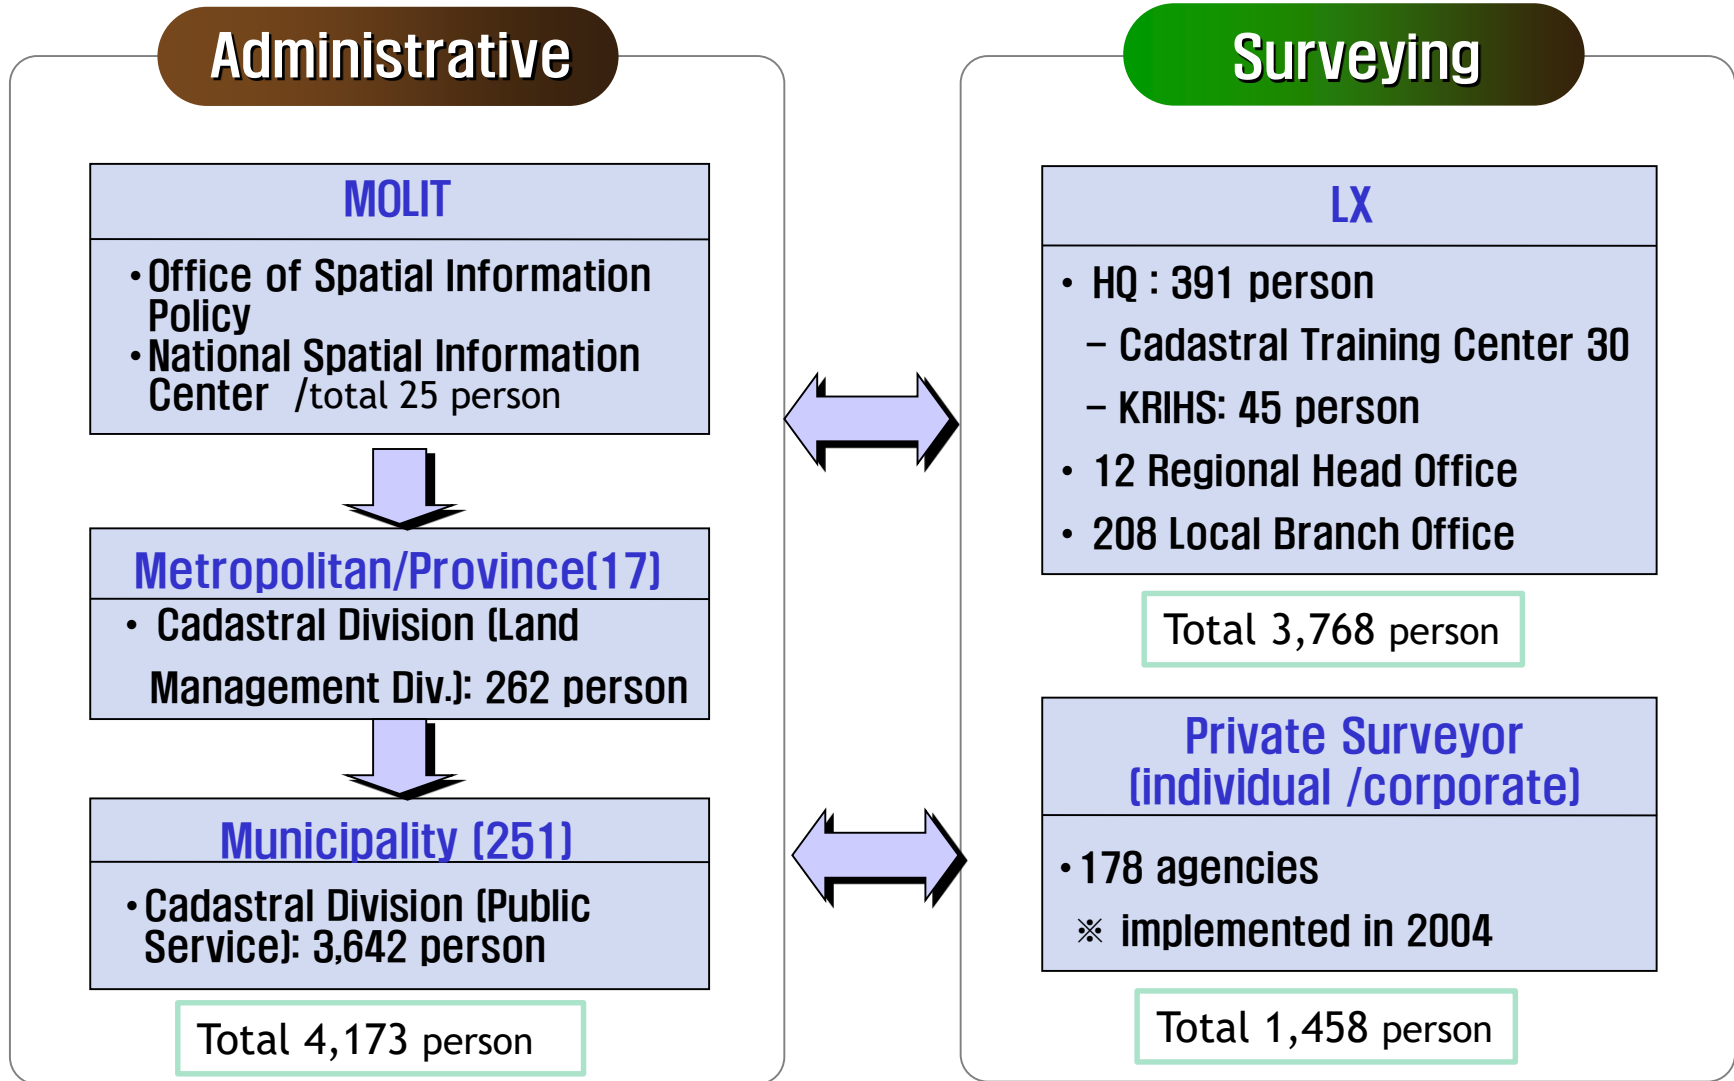 Administrative
MOLIT
•Office of Spatial Information
Policy
•National Spatial Information
Center /total 25 person
Metropolitan/Province(17)
• Cadastral Division (Land
Management Div.): 262 person
Municipality (251)
•Cadastral Division (Public
Service): 3,642 person
Total 4,173 person
Surveying
LX
• HQ : 391 person
– Cadastral Training Center 30
– KRIHS: 45 person
• 12 Regional Head Office
• 208 Local Branch Office
Total 3,768 person
Private Surveyor
(individual /corporate)
•178 agencies
※ implemented in 2004
Total 1,458 person